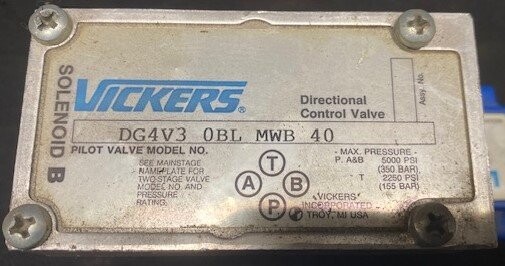 SOLENOID B
VICKERS
Directional
Control Valve
Assy. No.
DG4V3 0BL MWB 40
PILOT VALVE MODEL NO.
SEE MAINSTAGE
NAMEPLATE FOR
TWO-STAGE VALVE
MODEL NO. AND
PRESSURE
RATING.
T
A B
P
- MAX. PRESSURE -
P, A&B 5000 PSI
(350 BAR)
T 2250 PSI
(155 BAR)
VICKERS
INCORPORATED
TROY, MI USA